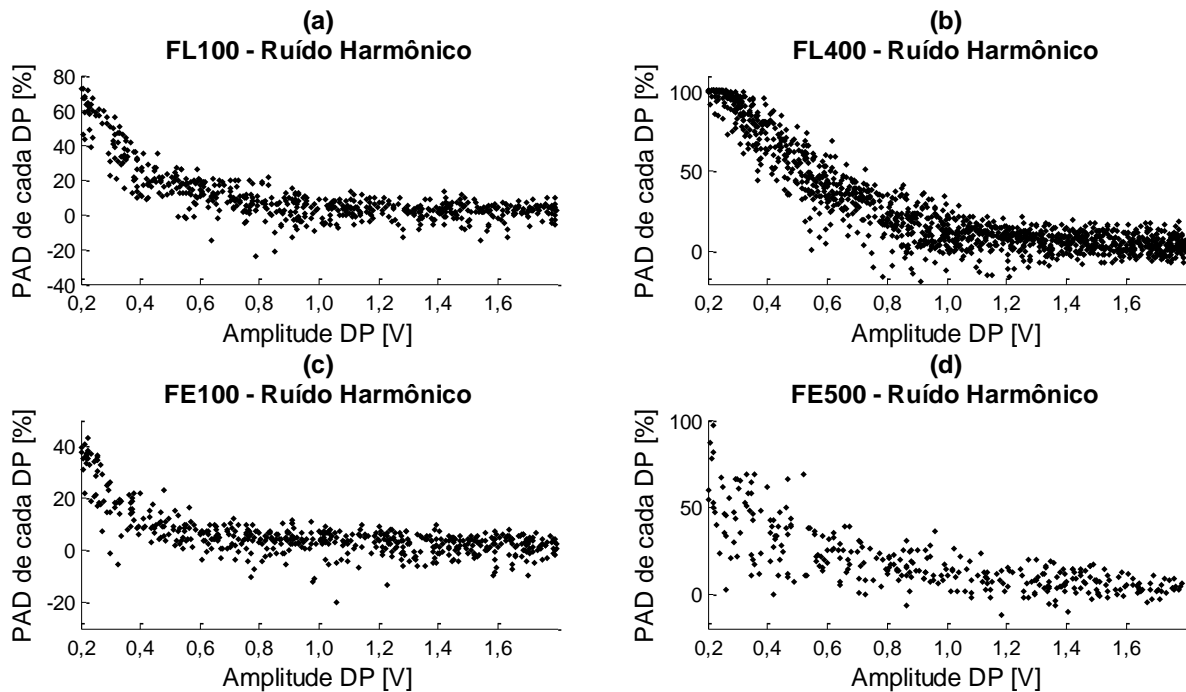 (a)
FL100 - Ruído Harmônico
PAD de cada DP [%]
80
60
40
20
0
-20
-40
0,2 0,4 0,6 0,8 1,0 1,2 1,4 1,6
Amplitude DP [V]
(b)
FL400 - Ruído Harmônico
PAD de cada DP [%]
100
50
0
0,2 0,4 0,6 0,8 1,0 1,2 1,4 1,6
Amplitude DP [V]
(c)
FE100 - Ruído Harmônico
PAD de cada DP [%]
40
20
0
-20
0,2 0,4 0,6 0,8 1,0 1,2 1,4 1,6
Amplitude DP [V]
(d)
FE500 - Ruído Harmônico
PAD de cada DP [%]
100
50
0
0,2 0,4 0,6 0,8 1,0 1,2 1,4 1,6
Amplitude DP [V]